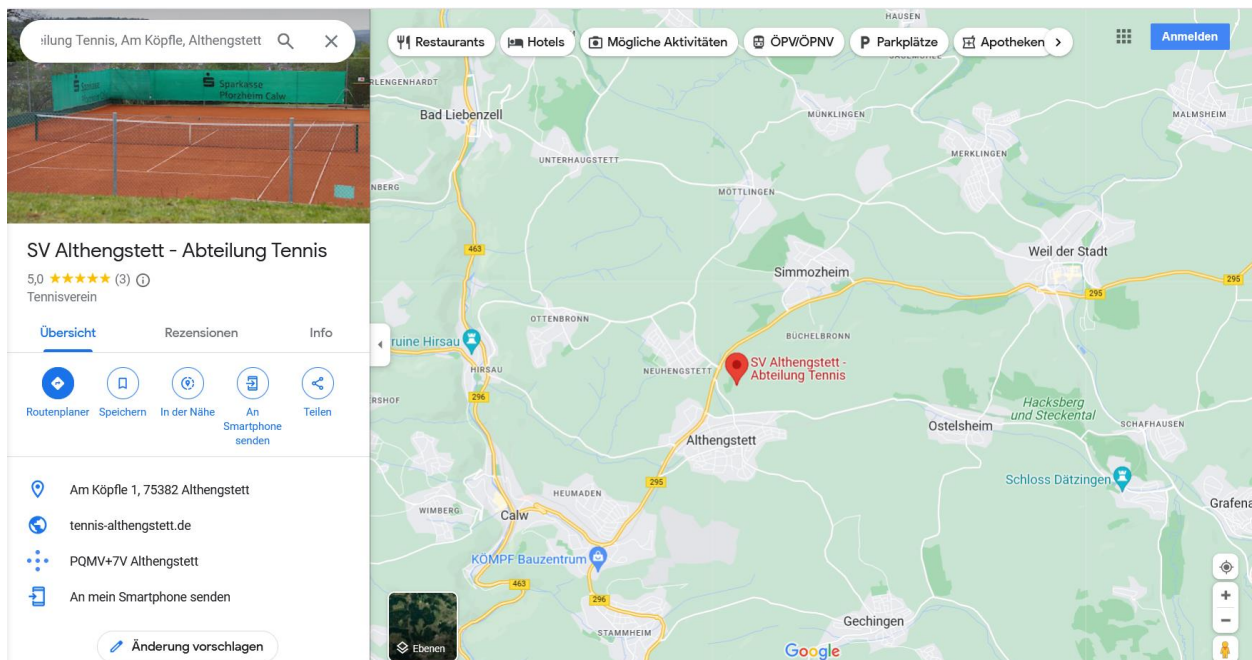 eilung Tennis, Am Köpfle, Althengstett
Restaurants
Hotels
Mögliche Aktivitäten
ÖPV/ÖPNV
Parkplätze
Apotheken
Anmelden
Sparkasse
Pforzheim Calw
SV Althengstett - Abteilung Tennis
5,0 (3)
Tennisverein
Übersicht
Rezensionen
Info
Routenplaner
Speichern
In der Nähe
An
Smartphone
senden
Teilen
Am Köpfle 1, 75382 Althengstett
tennis-althengstett.de
PQMV+7V Althengstett
An mein Smartphone senden
Änderung vorschlagen
HAUSEN
RLENGENHARDT
Bad Liebenzell
MÜNKLINGEN
MALMSHEIM
UNTERHAUGSTETT
MERKLINGEN
NBERG
MÖTTLINGEN
463
Weil der Stadt
Simmozheim
295
295
OTTENBRONN
BÜCHELBRONN
ruine Hirsau
HIRSAU
NEUHENGSTETT
SV Althengstett -
Abteilung Tennis
RSHOF
296
Hacksberg
und Steckental
Ostelsheim
SCHAFHAUSEN
Althengstett
Schloss Dätzingen
295
HEUMADEN
Grafena
WIMBERG
Calw
KÖMPF Bauzentrum
463
296
STAMMHEIM
Gechingen
Ebenen
Google